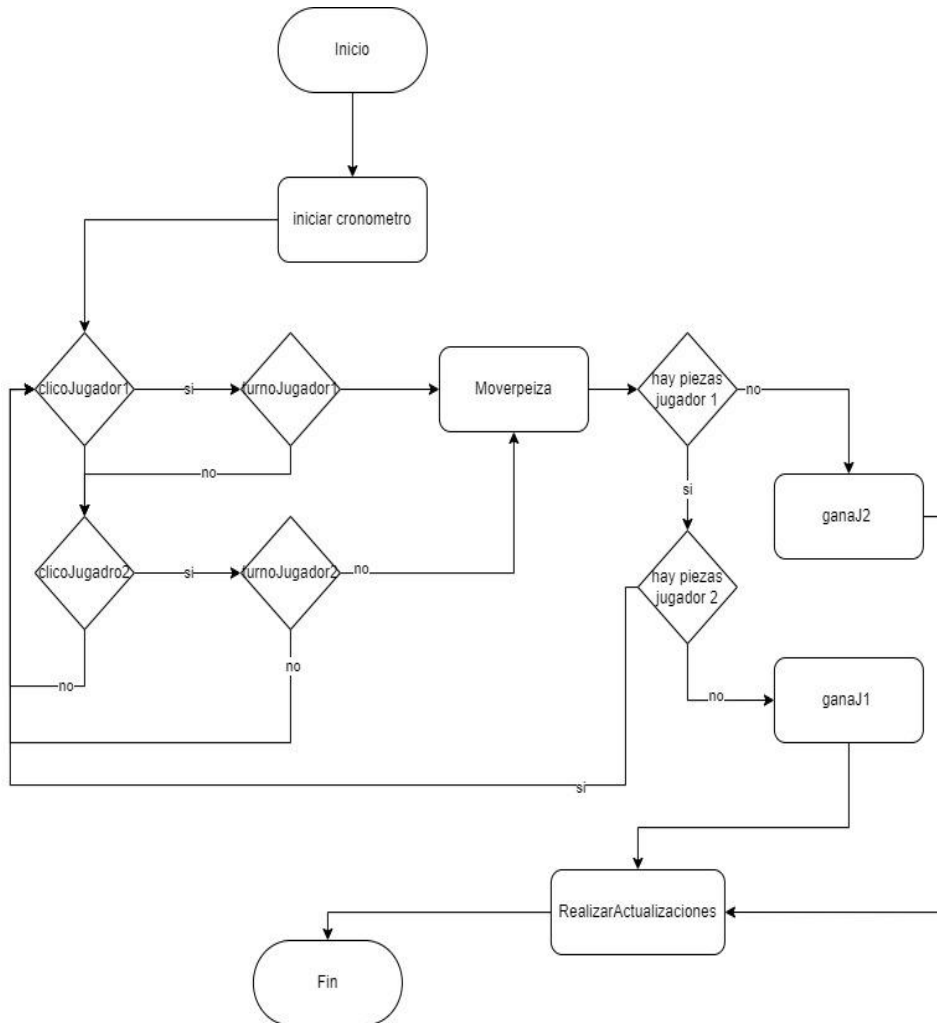 Inicio
iniciar cronometro
clicoJugador1
si
turnoJugador1
Moverpeiza
hay piezas
jugador 1
no
no
si
ganaJ2
clicoJugadro2
si
turnoJugador2
no
hay piezas
jugador 2
no
no
no
ganaJ1
si
RealizarActualizaciones
Fin